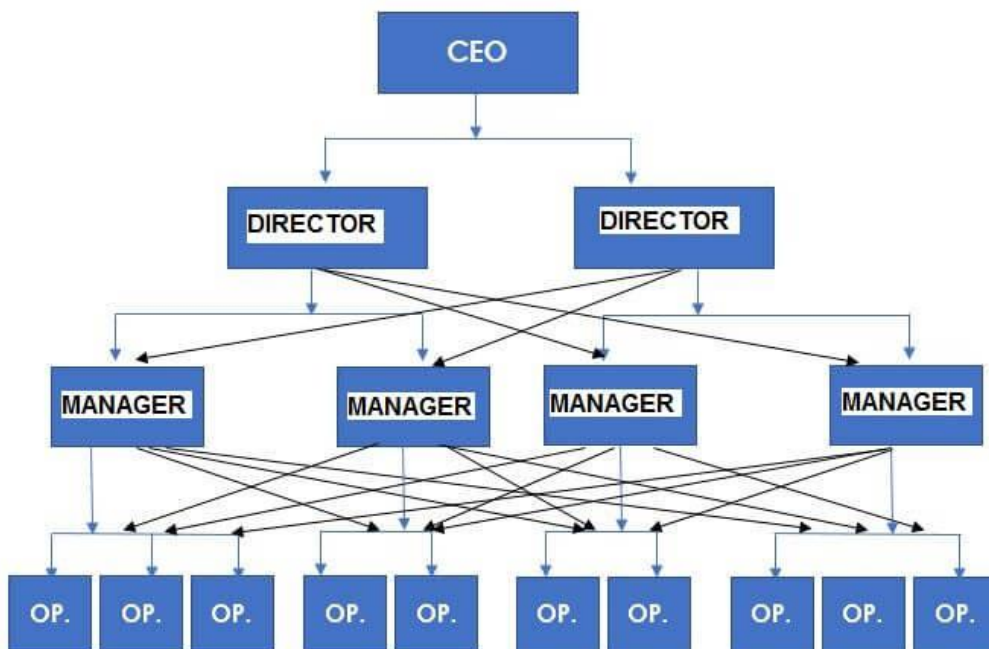 CEO
DIRECTOR
DIRECTOR
MANAGER
MANAGER
MANAGER
MANAGER
OP.
OP.
OP.
OP.
OP.
OP.
OP.
OP.
OP.
OP.